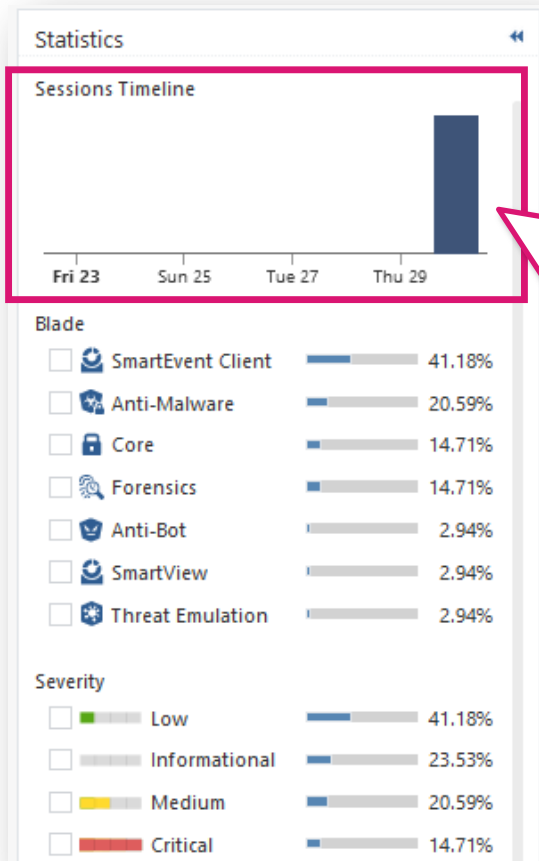 Statistics
Sessions Timeline
Fri 23 Sun 25 Tue 27 Thu 29
Blade
SmartEvent Client 41.18%
Anti-Malware 20.59%
Core 14.71%
Forensics 14.71%
Anti-Bot 2.94%
SmartView 2.94%
Threat Emulation 2.94%
Severity
Low 41.18%
Informational 23.53%
Medium 20.59%
Critical 14.71%